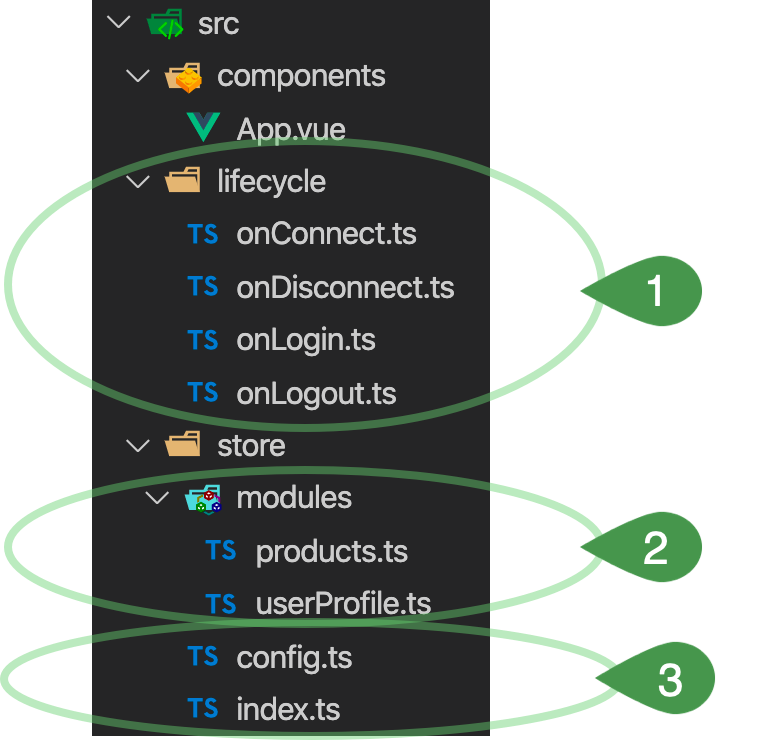 src
components
App.vue
lifecycle
TS onConnect.ts
TS onDisconnect.ts
1
TS onLogin.ts
TS onLogout.ts
store
modules
TS products.ts
2
TS userProfile.ts
TS config.ts
3
TS index.ts